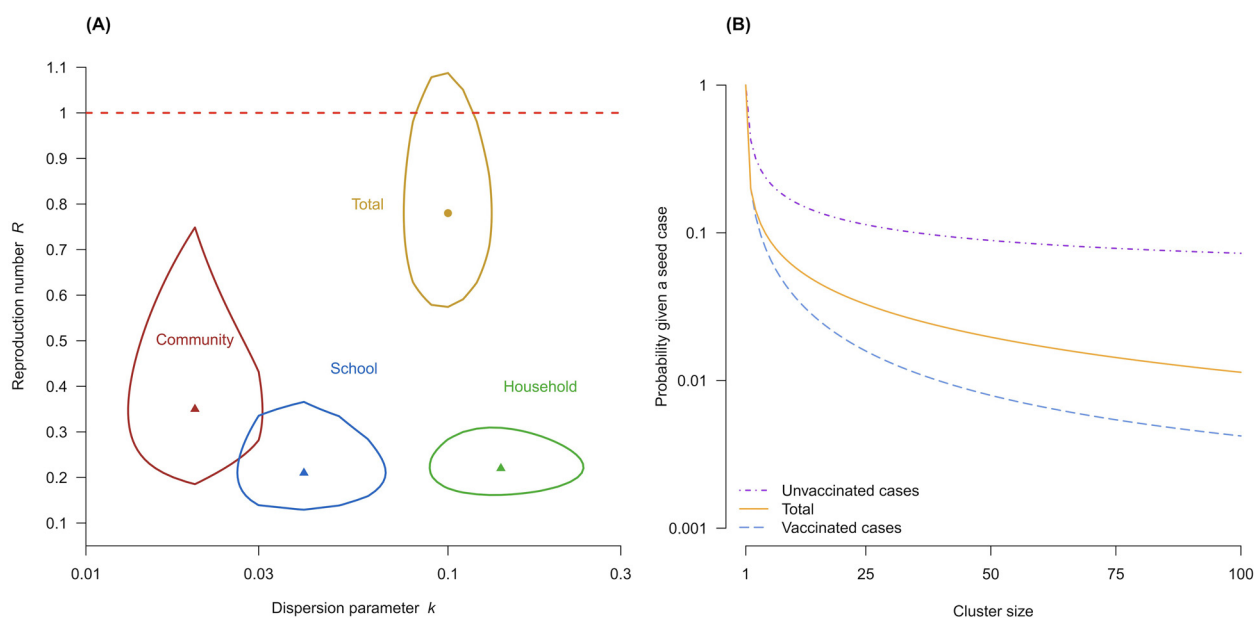 (A)
1.1
1
0.9
0.8
0.7
0.6
0.5
0.4
0.3
0.2
0.1
Reproduction number R
Total
Community
School
Household
0.01
0.03
0.1
0.3
Dispersion parameter k
(B)
1
0.1
0.01
0.001
Probability given a seed case
Unvaccinated cases
Total
Vaccinated cases
1
25
50
75
100
Cluster size